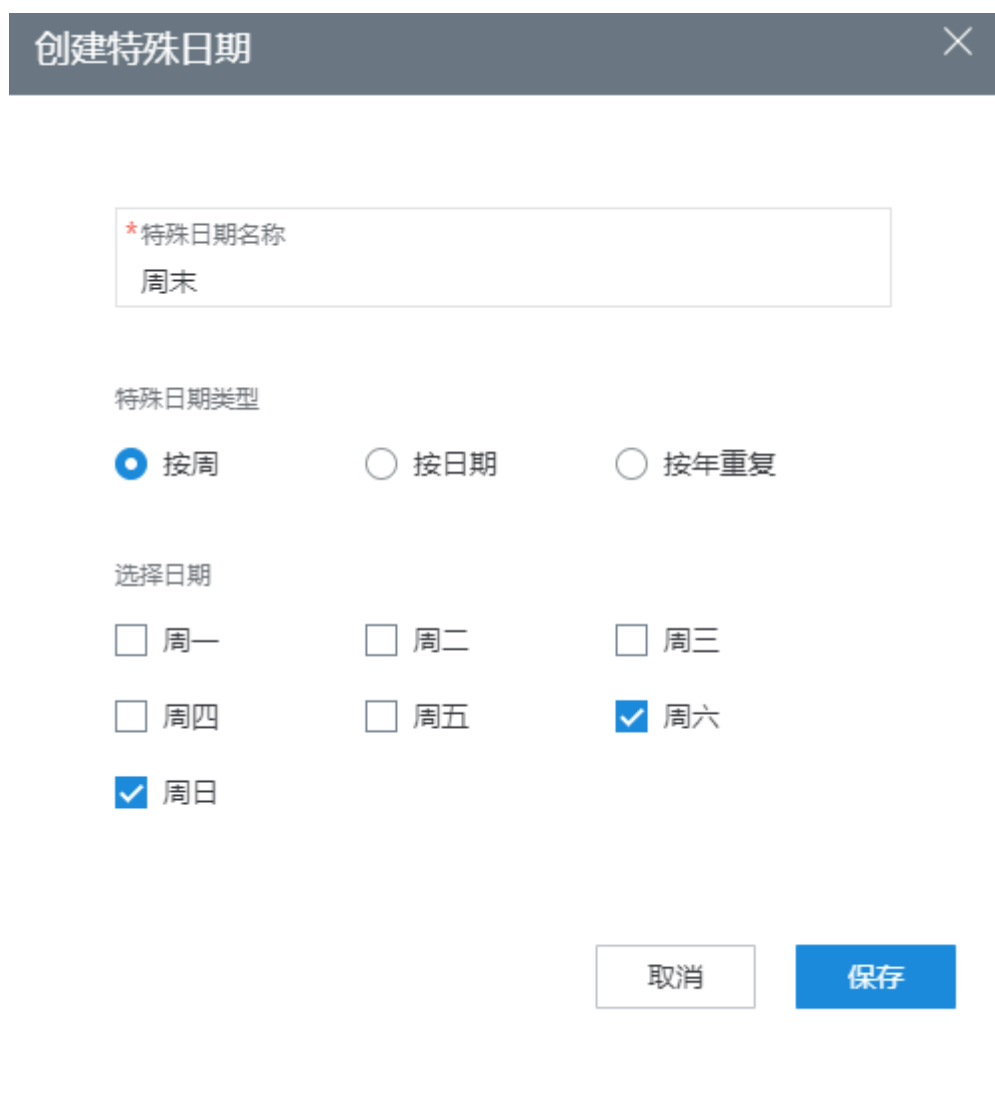 创建特殊日期
*特殊日期名称
周末
特殊日期类型
按周 按日期 按年重复
选择日期
周一 周二 周三
周四 周五 周六
周日
取消 保存